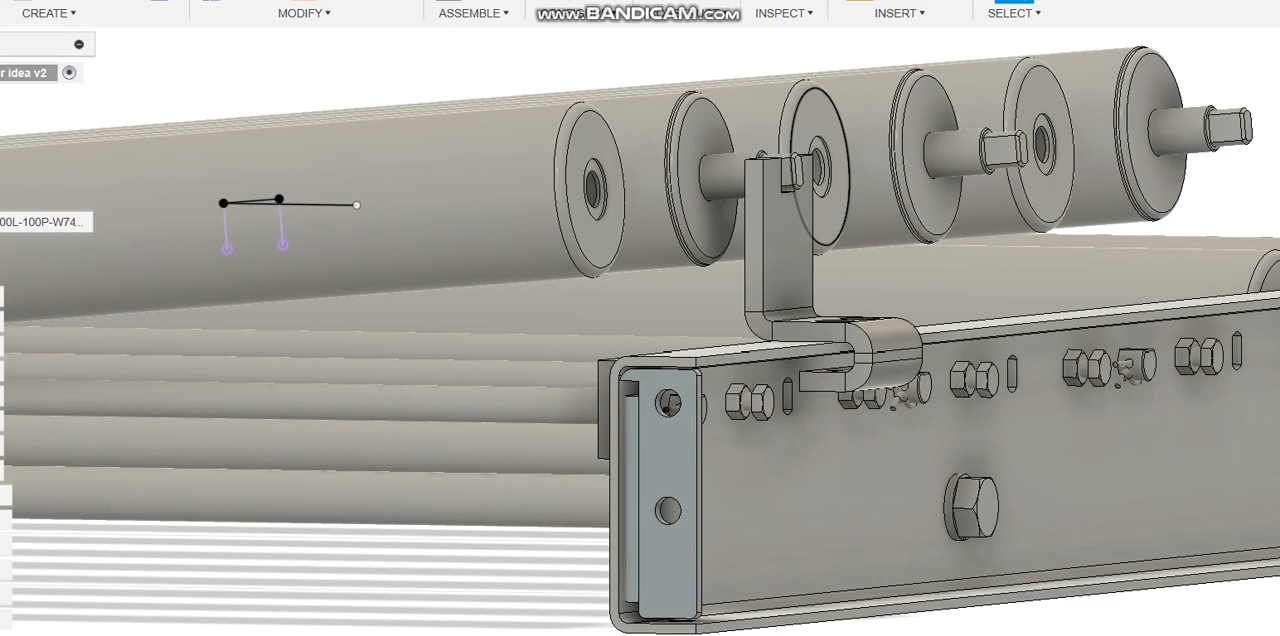 CREATE▼ MODIFY▼ ASSEMBLE▼ www.BANDICAM.com INSPECT▼ INSERT▼ SELECT▼
r idea v2
00L-100P-W74...